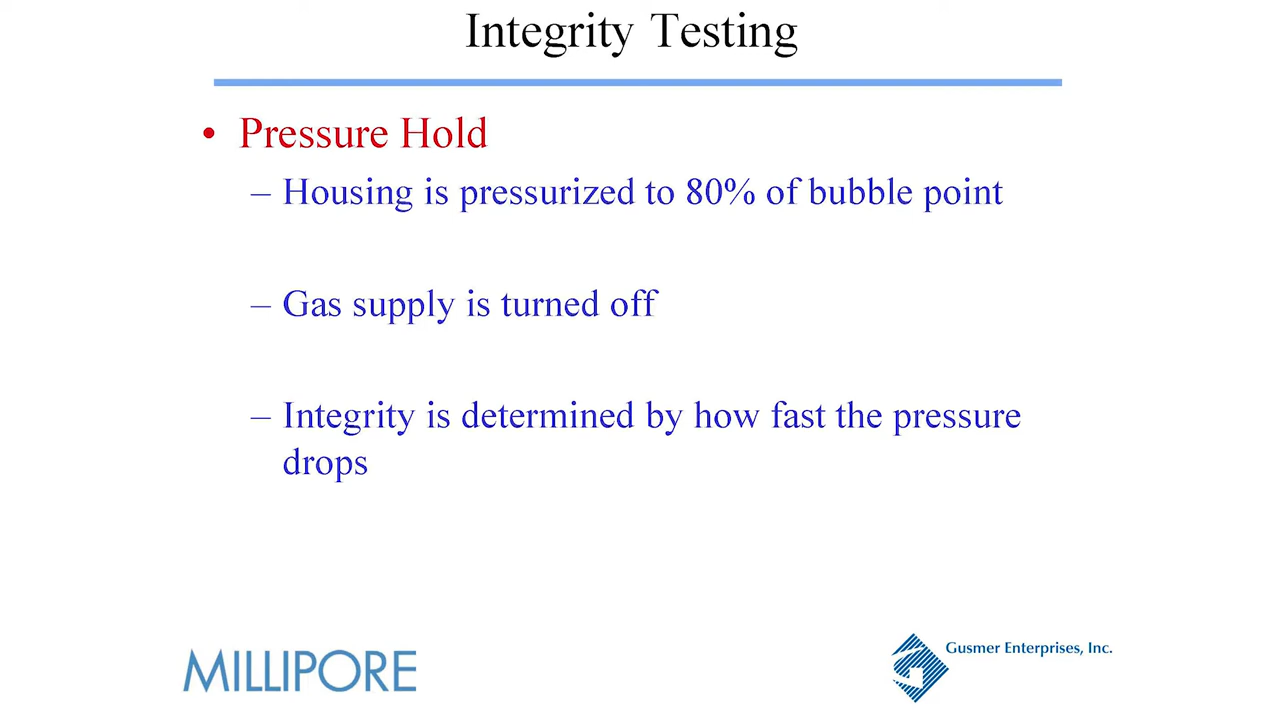 Integrity Testing
• Pressure Hold
– Housing is pressurized to 80% of bubble point
– Gas supply is turned off
– Integrity is determined by how fast the pressure
drops
MILLIPORE
Gusmer Enterprises, Inc.